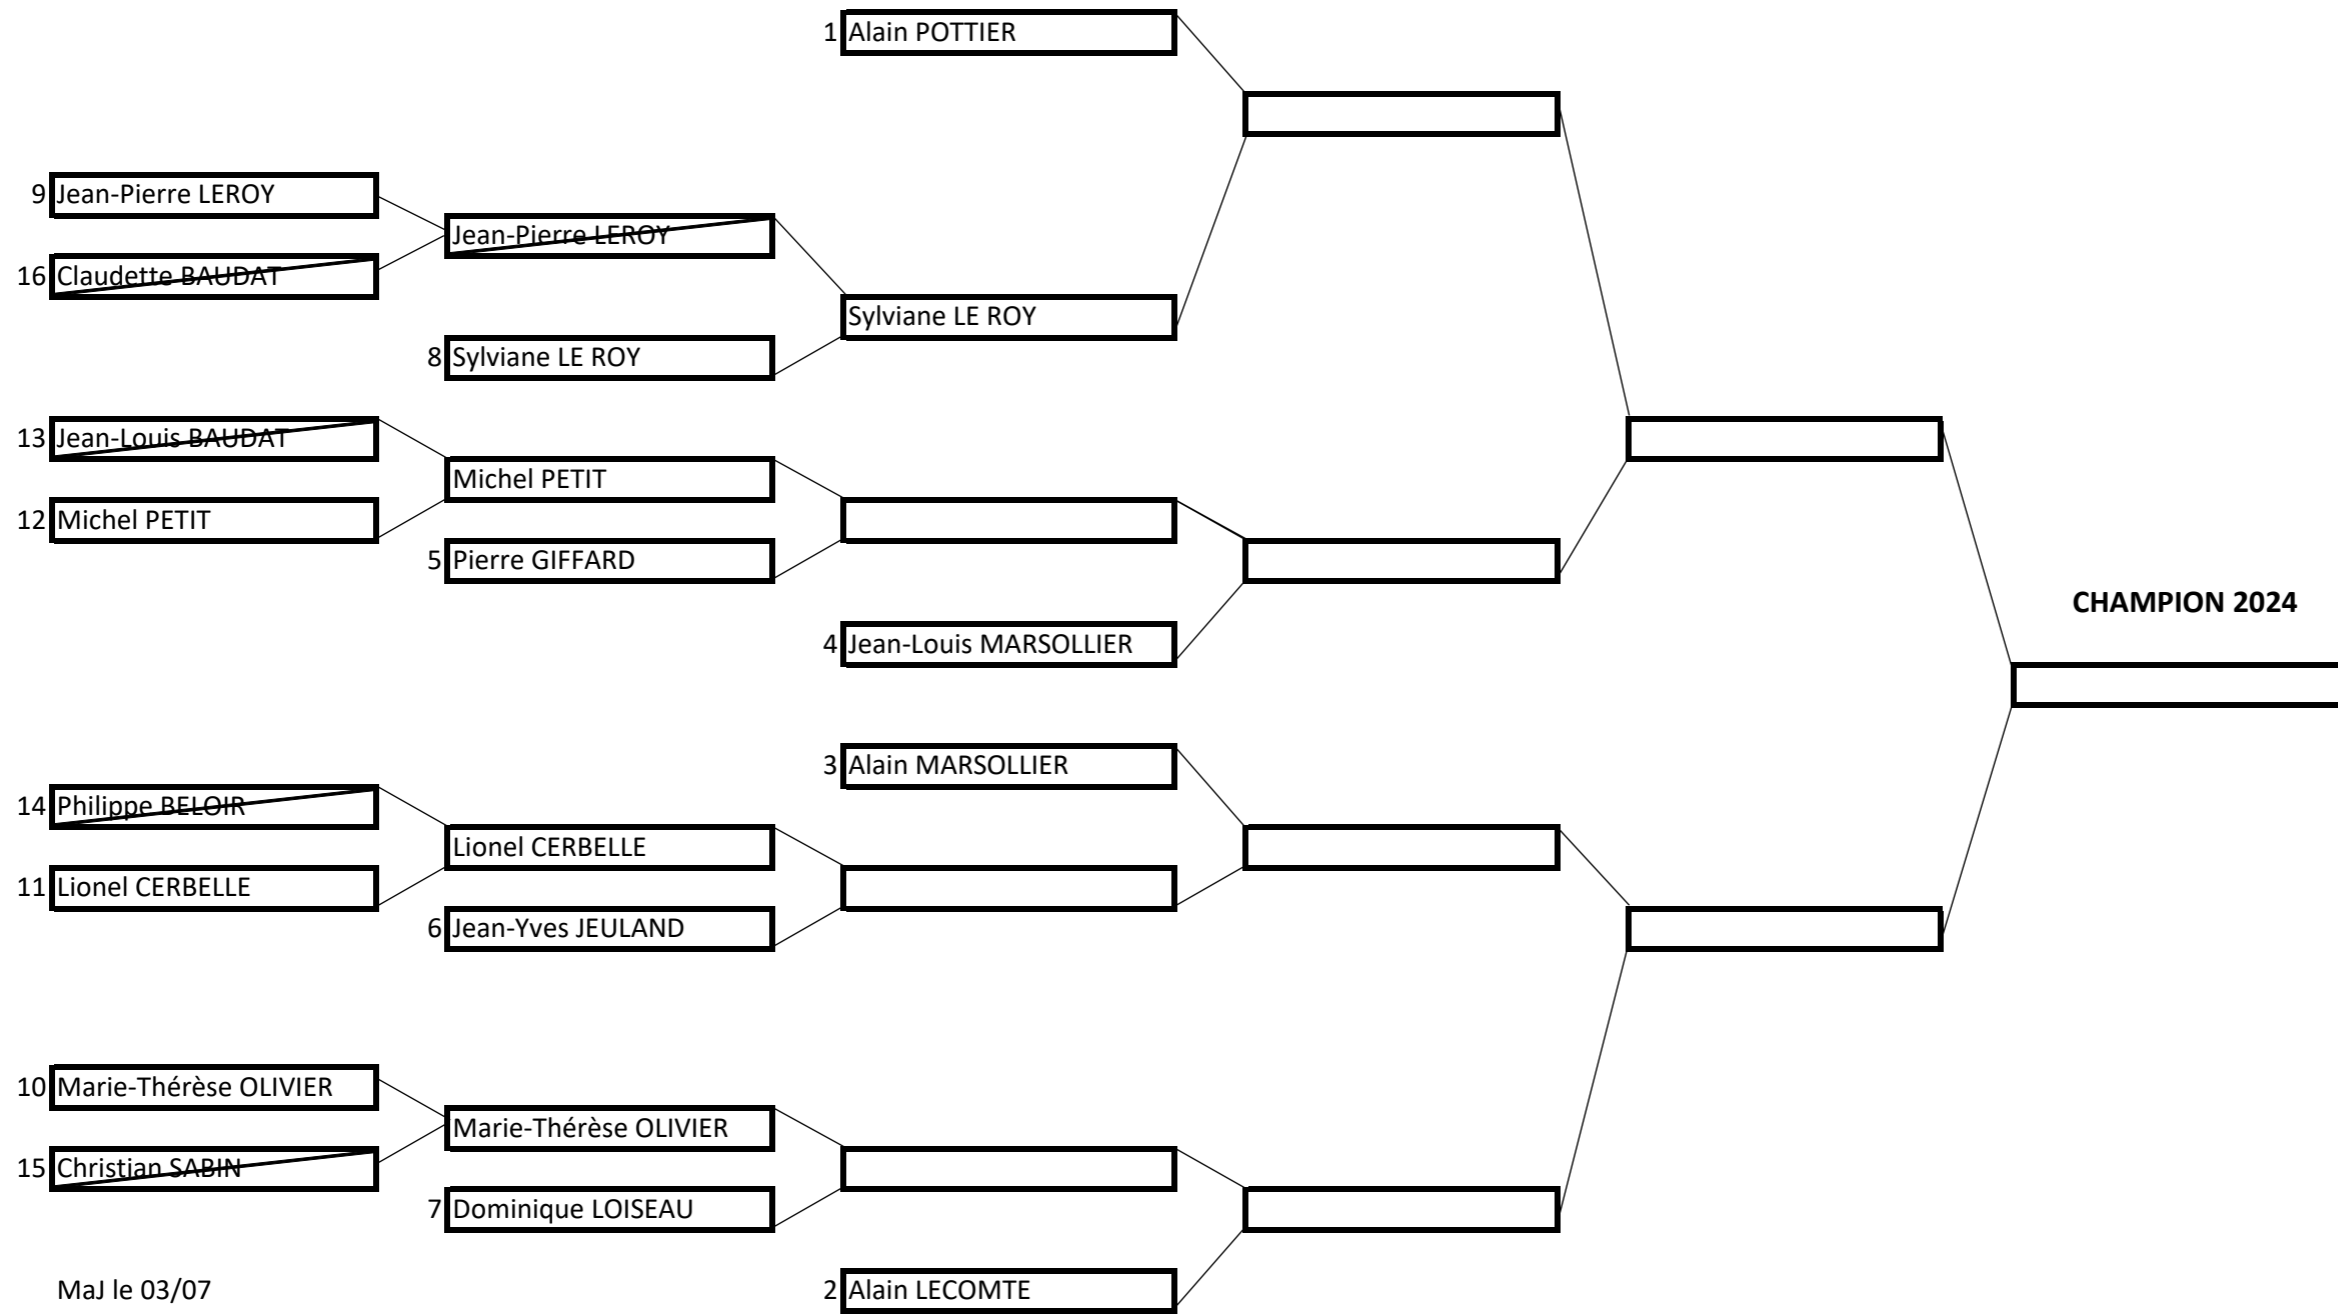 1 Alain POTTIER
9 Jean-Pierre LEROY
Jean-Pierre LEROY
16 Claudette BAUDAT
Sylviane LE ROY
8 Sylviane LE ROY
13 Jean-Louis BAUDAT
Michel PETIT
12 Michel PETIT
5 Pierre GIFFARD
CHAMPION 2024
4 Jean-Louis MARSOLLIER
3 Alain MARSOLLIER
14 Philippe BELOIR
Lionel CERBELLE
11 Lionel CERBELLE
6 Jean-Yves JEULAND
10 Marie-Thérèse OLIVIER
Marie-Thérèse OLIVIER
15 Christian SABIN
7 Dominique LOISEAU
MaJ le 03/07
2 Alain LECOMTE